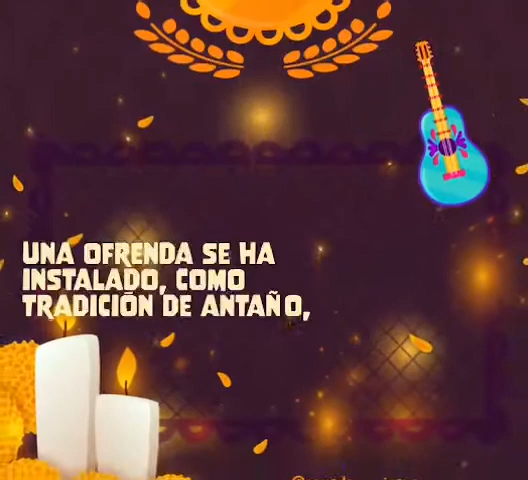 UNA OFRENDA SE HA
INSTALADO, COMO
TRADICIÓN DE ANTAÑO,